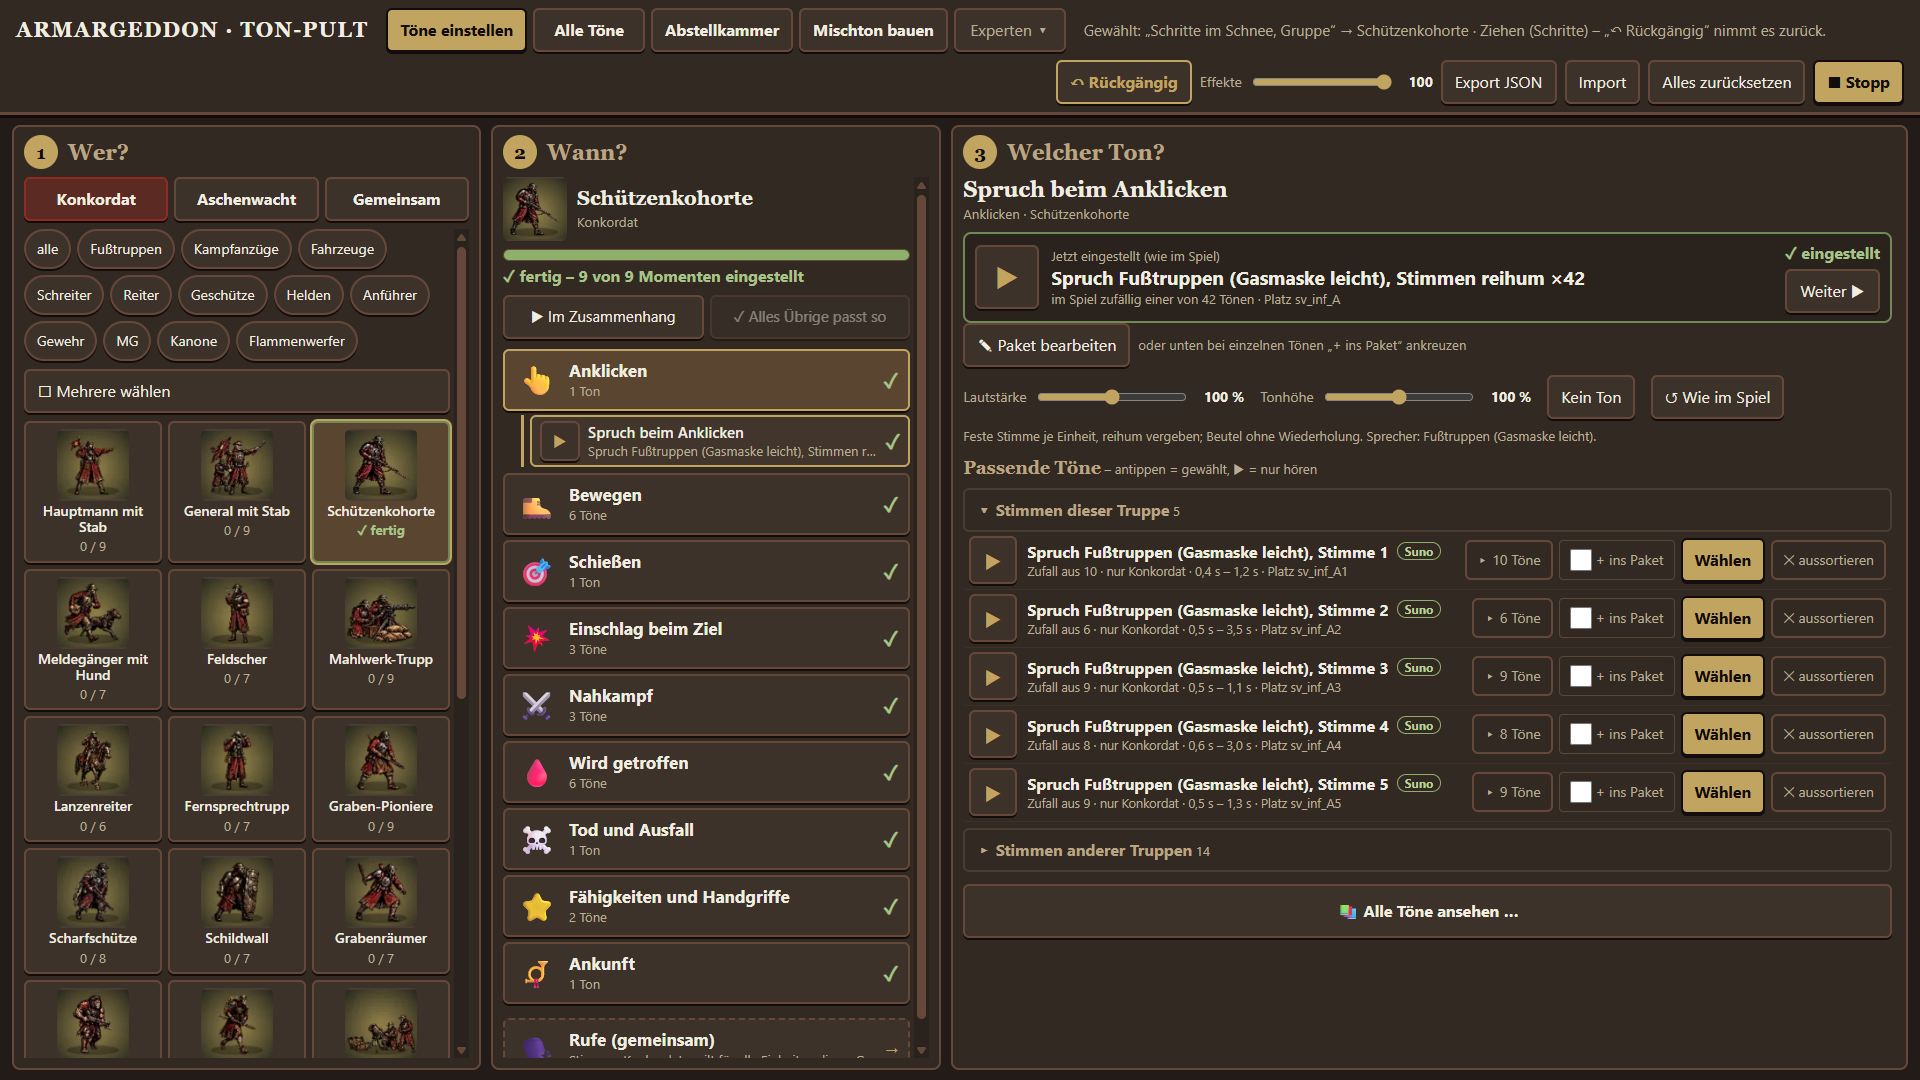 ARMARGEDDON · TON-PULT
Töne einstellen
Alle Töne
Abstellkammer
Mischton bauen
Experten ▾
Gewählt: „Schritte im Schnee, Gruppe“ → Schützenkohorte · Ziehen (Schritte) – „↶ Rückgängig“ nimmt es zurück.
↶ Rückgängig
Effekte
100
Export JSON
Import
Alles zurücksetzen
■ Stopp
1 Wer?
Konkordat
Aschenwacht
Gemeinsam
alle
Fußtruppen
Kampfanzüge
Fahrzeuge
Schreiter
Reiter
Geschütze
Helden
Anführer
Gewehr
MG
Kanone
Flammenwerfer
☐ Mehrere wählen
Hauptmann mit Stab
0 / 9
General mit Stab
0 / 9
Schützenkohorte
✓ fertig
Meldegänger mit Hund
0 / 7
Feldscher
0 / 7
Mahlwerk-Trupp
0 / 9
Lanzenreiter
0 / 6
Fernsprechtrupp
0 / 7
Graben-Pioniere
0 / 9
Scharfschütze
0 / 8
Schildwall
0 / 7
Grabenräumer
0 / 7
2 Wann?
Schützenkohorte
Konkordat
✓ fertig – 9 von 9 Momenten eingestellt
▶ Im Zusammenhang
✓ Alles Übrige passt so
Anklicken
1 Ton
✓
Spruch beim Anklicken
Spruch Fußtruppen (Gasmaske leicht), Stimmen r...
✓
Bewegen
6 Töne
✓
Schießen
1 Ton
✓
Einschlag beim Ziel
3 Töne
✓
Nahkampf
3 Töne
✓
Wird getroffen
6 Töne
✓
Tod und Ausfall
1 Ton
✓
Fähigkeiten und Handgriffe
2 Töne
✓
Ankunft
1 Ton
✓
Rufe (gemeinsam)
→
3 Welcher Ton?
Spruch beim Anklicken
Anklicken · Schützenkohorte
Jetzt eingestellt (wie im Spiel)
Spruch Fußtruppen (Gasmaske leicht), Stimmen reihum ×42
im Spiel zufällig einer von 42 Tönen · Platz sv_inf_A
✓ eingestellt
Weiter ▶
✎ Paket bearbeiten
oder unten bei einzelnen Tönen „+ ins Paket“ ankreuzen
Lautstärke
100 %
Tonhöhe
100 %
Kein Ton
↺ Wie im Spiel
Feste Stimme je Einheit, reihum vergeben; Beutel ohne Wiederholung. Sprecher: Fußtruppen (Gasmaske leicht).
Passende Töne – antippen = gewählt, ▶ = nur hören
▾ Stimmen dieser Truppe 5
Spruch Fußtruppen (Gasmaske leicht), Stimme 1 Suno
Zufall aus 10 · nur Konkordat · 0,4 s – 1,2 s · Platz sv_inf_A1
▸ 10 Töne
+ ins Paket
Wählen
✕ aussortieren
Spruch Fußtruppen (Gasmaske leicht), Stimme 2 Suno
Zufall aus 6 · nur Konkordat · 0,5 s – 3,5 s · Platz sv_inf_A2
▸ 6 Töne
+ ins Paket
Wählen
✕ aussortieren
Spruch Fußtruppen (Gasmaske leicht), Stimme 3 Suno
Zufall aus 9 · nur Konkordat · 0,5 s – 1,1 s · Platz sv_inf_A3
▸ 9 Töne
+ ins Paket
Wählen
✕ aussortieren
Spruch Fußtruppen (Gasmaske leicht), Stimme 4 Suno
Zufall aus 8 · nur Konkordat · 0,6 s – 3,0 s · Platz sv_inf_A4
▸ 8 Töne
+ ins Paket
Wählen
✕ aussortieren
Spruch Fußtruppen (Gasmaske leicht), Stimme 5 Suno
Zufall aus 9 · nur Konkordat · 0,5 s – 1,3 s · Platz sv_inf_A5
▸ 9 Töne
+ ins Paket
Wählen
✕ aussortieren
▸ Stimmen anderer Truppen 14
Alle Töne ansehen ...